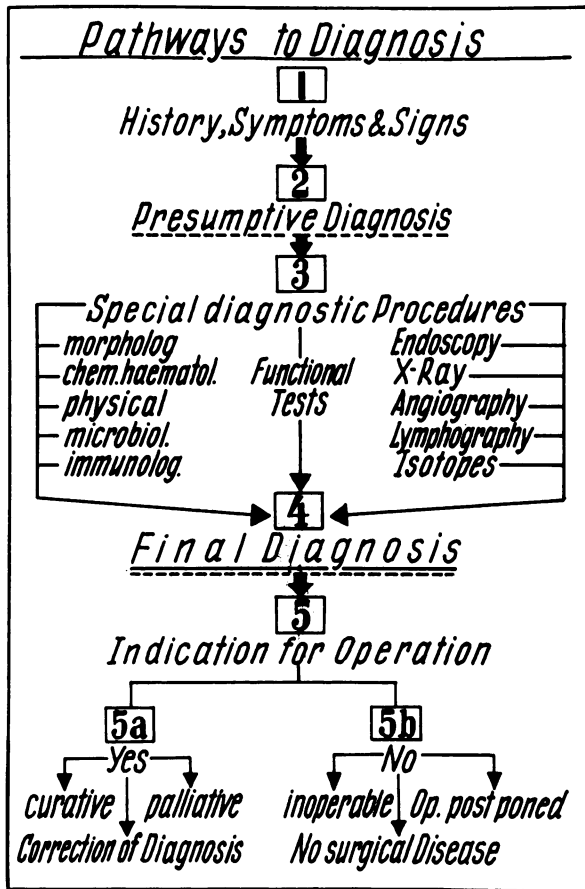 Pathways to Diagnosis
1
History, Symptoms & Signs
2
Presumptive Diagnosis
3
Special diagnostic Procedures
morpholog
chem. haematol.
physical
microbiol.
immunolog.
Functional
Tests
Endoscopy
X-Ray
Angiography
Lymphography
Isotopes
4
Final Diagnosis
5
Indication for Operation
5a
Yes
curative palliative
Correction of Diagnosis
5b
No
inoperable Op. postponed
No surgical Disease